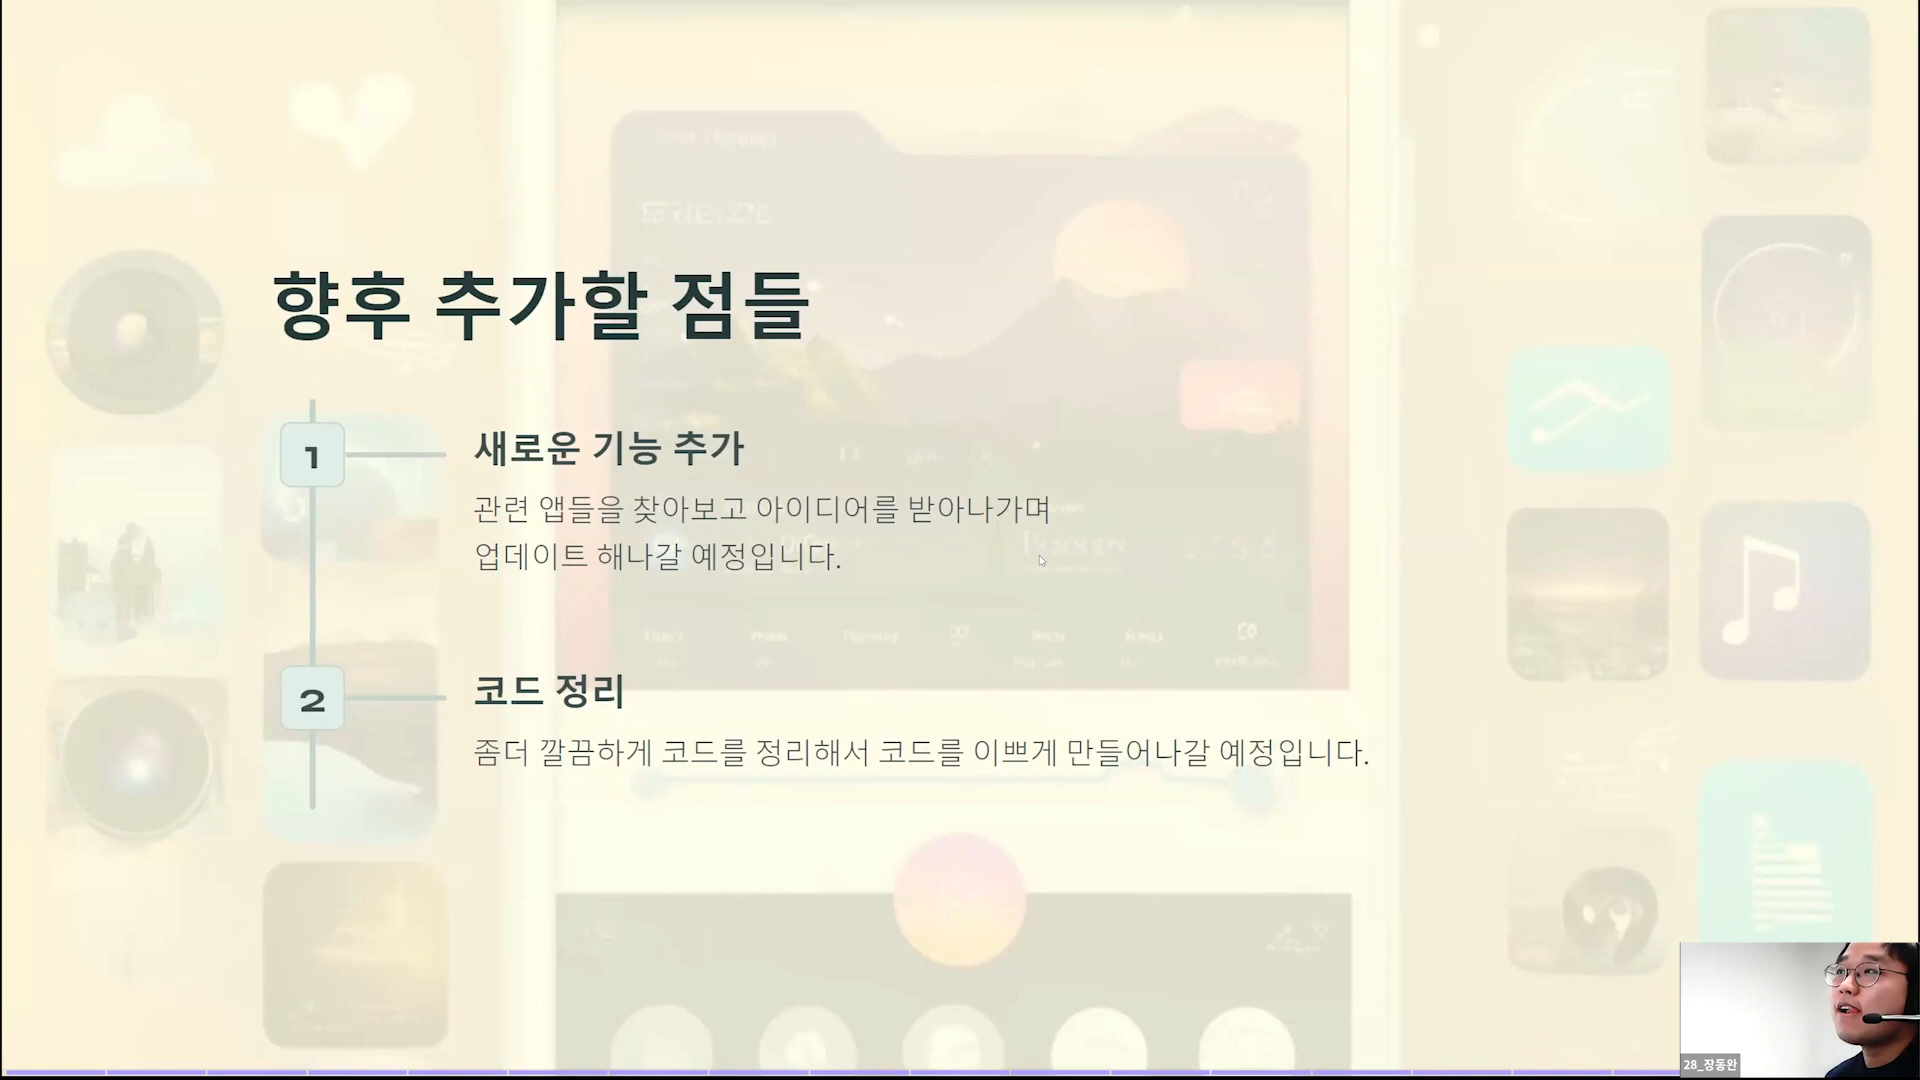 향후 추가할 점들
1
새로운 기능 추가
관련 앱들을 찾아보고 아이디어를 받아나가며
업데이트 해나갈 예정입니다.
2
코드 정리
좀더 깔끔하게 코드를 정리해서 코드를 이쁘게 만들어나갈 예정입니다.
28_장동완